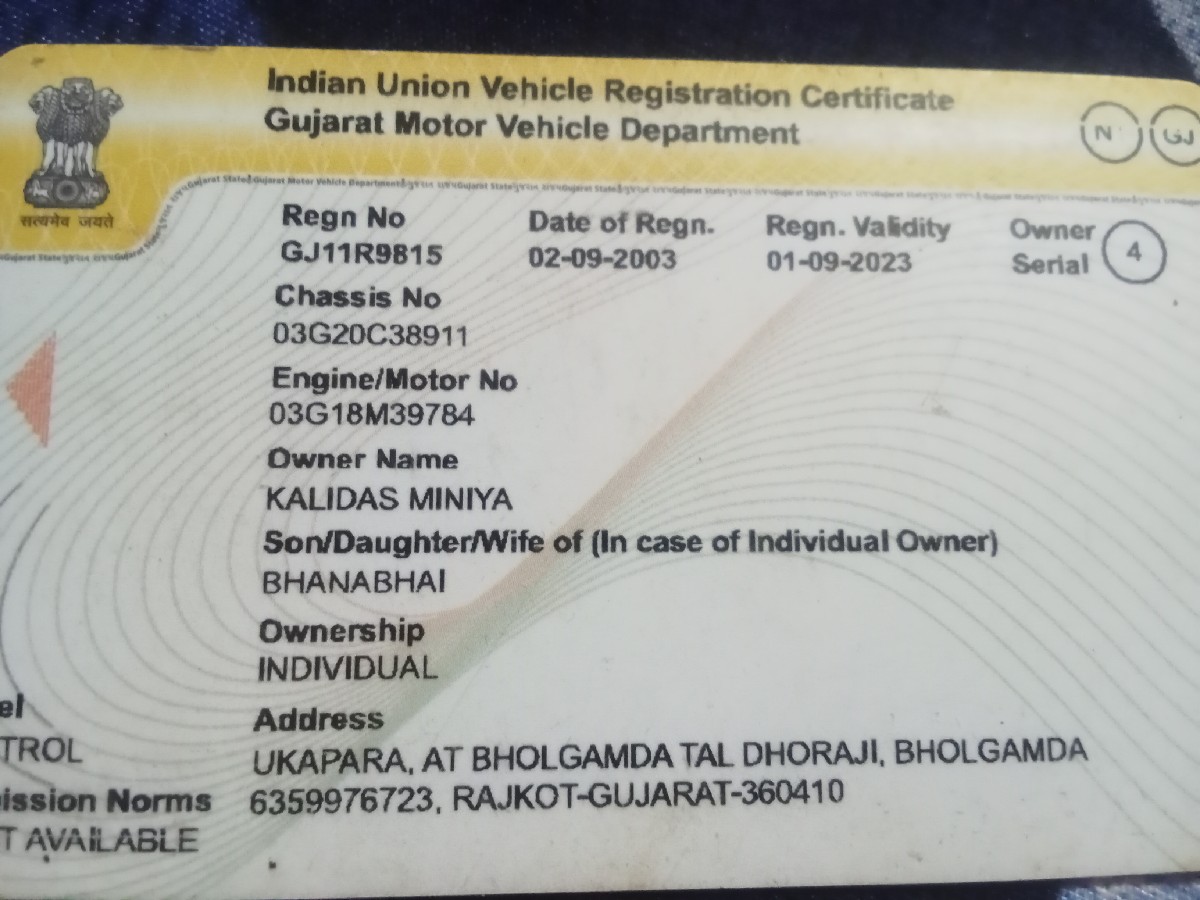 Indian Union Vehicle Registration Certificate
Gujarat Motor Vehicle Department
N GJ
सत्यमेव जयते
Regn No Date of Regn. Regn. Validity Owner Serial 4
GJ11R9815 02-09-2003 01-09-2023
Chassis No
03G20C38911
Engine/Motor No
03G18M39784
Owner Name
KALIDAS MINIYA
Son/Daughter/Wife of (In case of Individual Owner)
BHANABHAI
Ownership
INDIVIDUAL
el
TROL
Address
UKAPARA, AT BHOLGAMDA TAL DHORAJI, BHOLGAMDA
6359976723, RAJKOT-GUJARAT-360410
ission Norms
T AVAILABLE